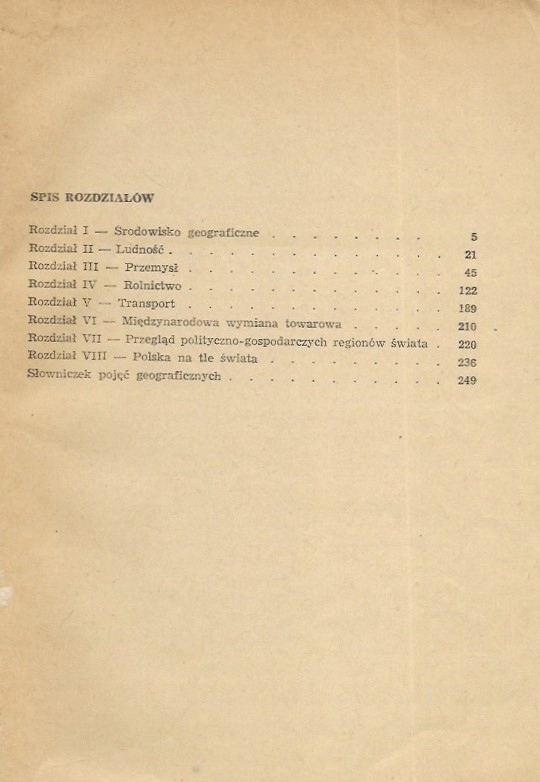 SPIS ROZDZIAŁÓW
Rozdział I — Środowisko geograficzne . . . . . . . 5
Rozdział II — Ludność . . . . . . . . . . . . . 21
Rozdział III — Przemysł . . . . . . . . . . . . 45
Rozdział IV — Rolnictwo . . . . . . . . . . . . 122
Rozdział V — Transport . . . . . . . . . . . . 189
Rozdział VI — Międzynarodowa wymiana towarowa . . . . . 210
Rozdział VII — Przegląd polityczno-gospodarczych regionów świata . 220
Rozdział VIII — Polska na tle świata . . . . . . . . 236
Słowniczek pojęć geograficznych . . . . . . . . . . 249